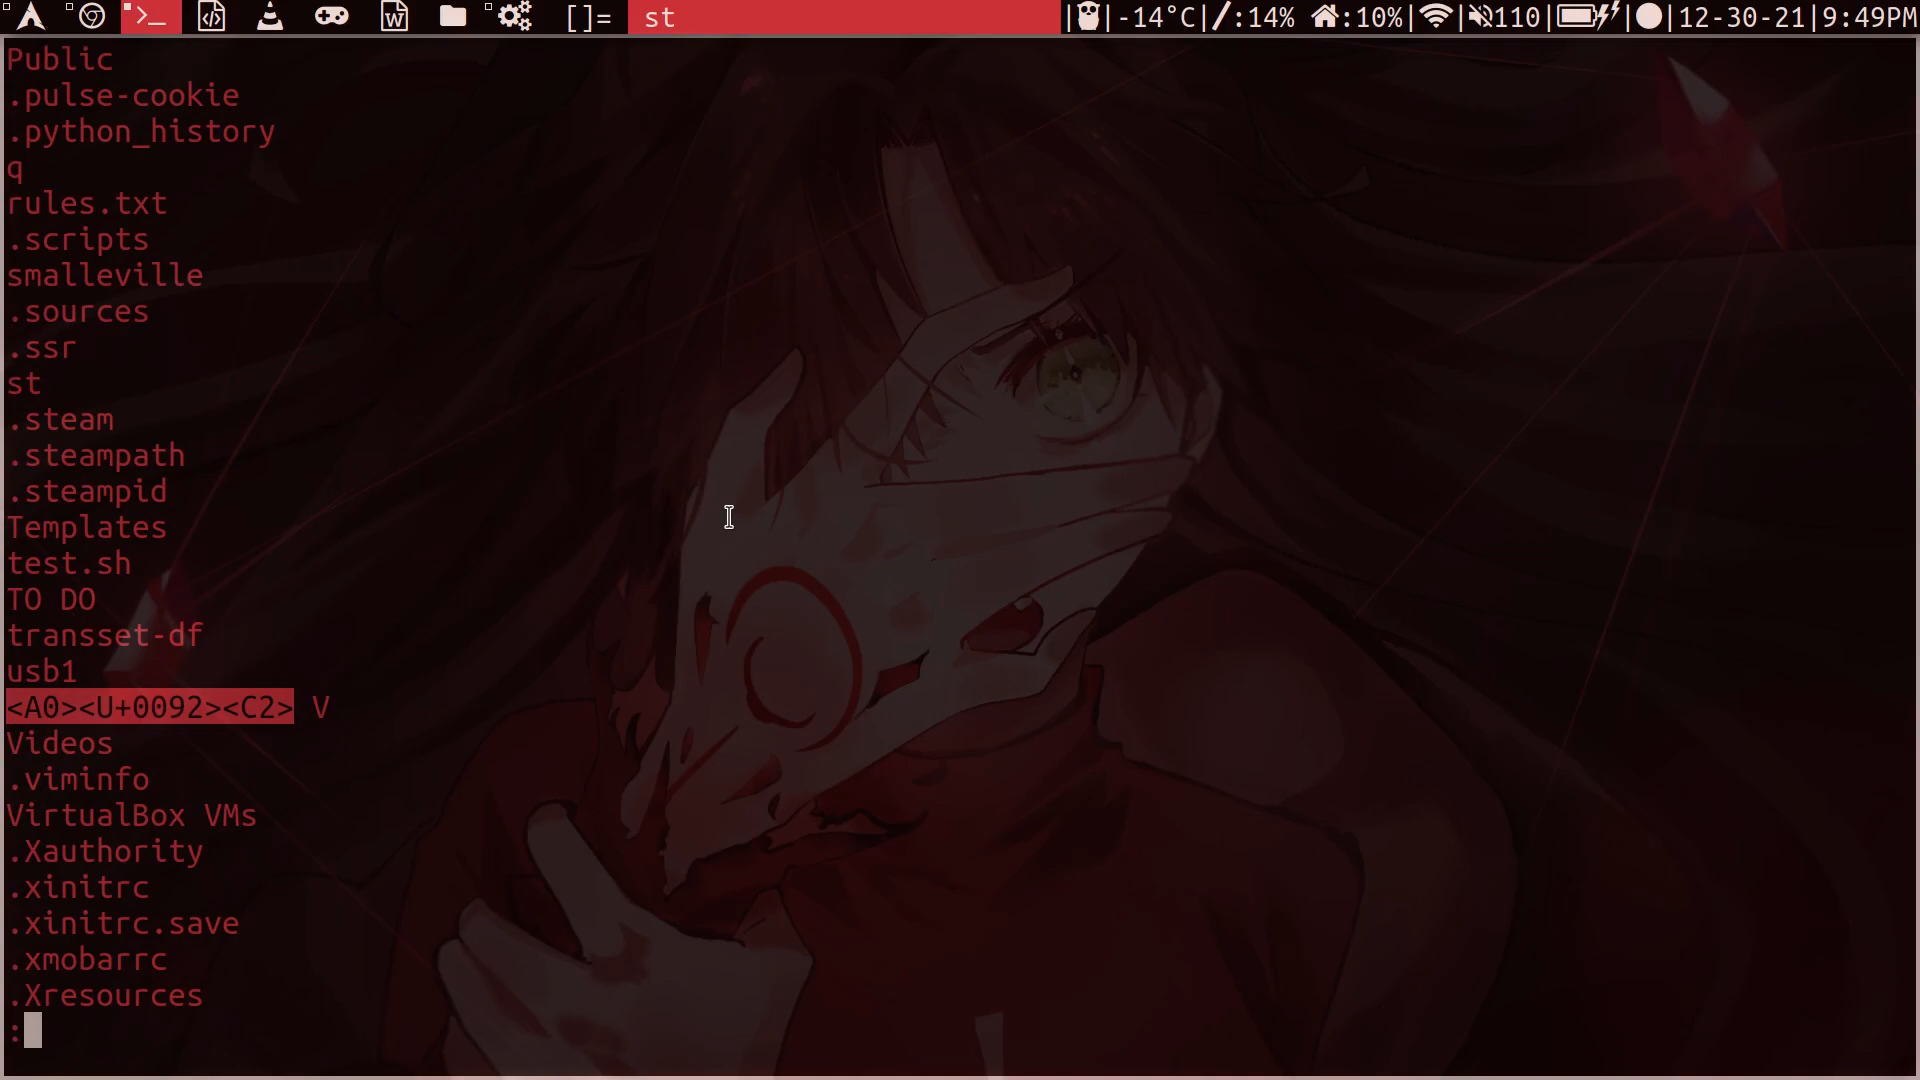 []= st |-14°C|/:14% :10%| |110| | |12-30-21|9:49PM
Public
.pulse-cookie
.python_history
q
rules.txt
.scripts
smalleville
.sources
.ssr
st
.steam
.steampath
.steampid
Templates
test.sh
TO DO
transset-df
usb1
<A0><U+0092><C2> V
Videos
.viminfo
VirtualBox VMs
.Xauthority
.xinitrc
.xinitrc.save
.xmobarrc
.Xresources
: